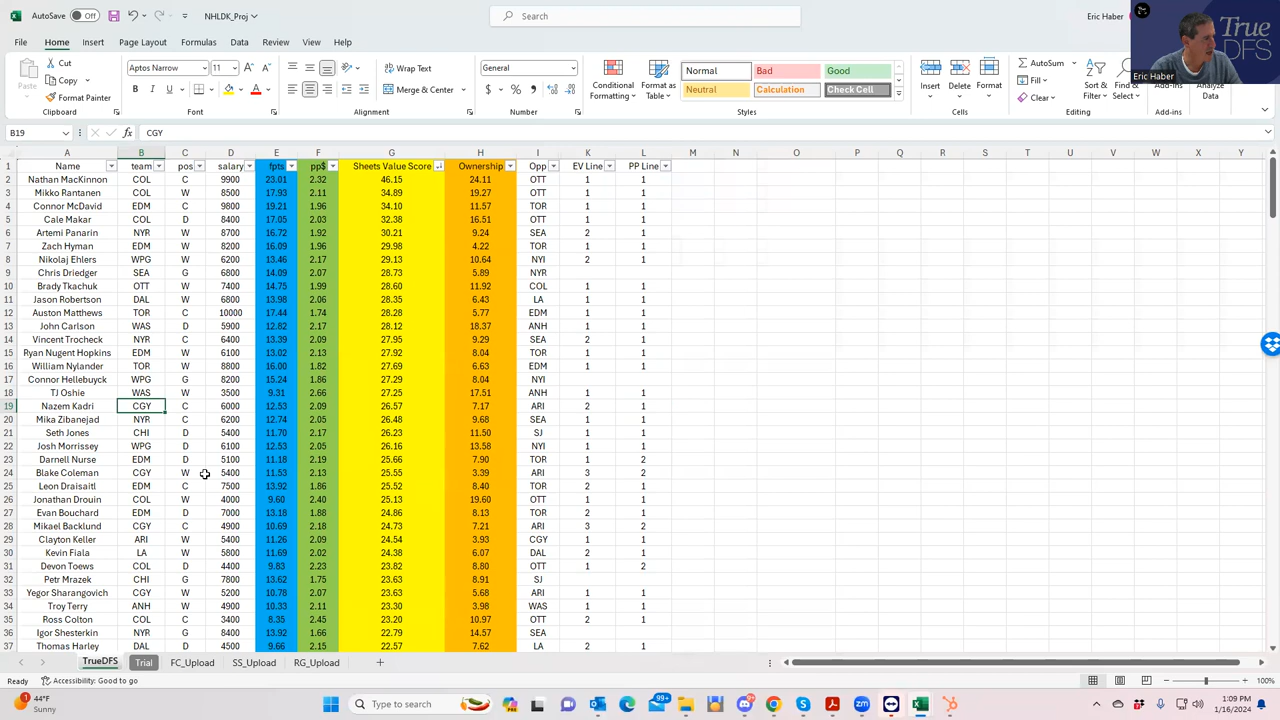 AutoSave Off NHLDK_Proj Search Eric Haber
True
DFS
Eric Haber
File Home Insert Page Layout Formulas Data Review View Help
Paste Cut Copy Format Painter Clipboard
Aptos Narrow 11 Font
Wrap Text Merge & Center Alignment
General Number
Conditional Formatting Format as Table Normal Bad Good Neutral Calculation Check Cell Styles
Insert Delete Format Cells
AutoSum Fill Clear Sort & Filter Find & Select Editing
Add-ins Add-ins Analyze Data
B19 fx CGY
A B C D E F G H I J K L M N O P Q R S T U V W X Y
1 Name team pos salary fpts pp$ Sheets Value Score Ownership Opp EV Line PP Line
2 Nathan MacKinnon COL C 9900 23.01 2.32 46.15 24.11 OTT 1 1
3 Mikko Rantanen COL W 8500 17.93 2.11 34.89 19.27 OTT 1 1
4 Connor McDavid EDM C 9800 19.21 1.96 34.10 11.57 TOR 1 1
5 Cale Makar COL D 8400 17.05 2.03 32.38 16.51 OTT 1 1
6 Artemi Panarin NYR W 8700 16.72 1.92 30.21 9.24 SEA 2 1
7 Zach Hyman EDM W 8200 16.09 1.96 29.98 4.22 TOR 1 1
8 Nikolaj Ehlers WPG W 6200 13.46 2.17 29.13 10.64 NYI 2 1
9 Chris Driedger SEA G 6800 14.09 2.07 28.73 5.89 NYR
10 Brady Tkachuk OTT W 7400 14.75 1.99 28.60 11.92 COL 1 1
11 Jason Robertson DAL W 6800 13.98 2.06 28.35 6.43 LA 1 1
12 Auston Matthews TOR C 10000 17.44 1.74 28.28 5.77 EDM 1 1
13 John Carlson WAS D 5900 12.82 2.17 28.12 18.37 ANH 1 1
14 Vincent Trocheck NYR C 6400 13.39 2.09 27.95 9.29 SEA 2 1
15 Ryan Nugent Hopkins EDM W 6100 13.02 2.13 27.92 8.04 TOR 1 1
16 William Nylander TOR W 8800 16.00 1.82 27.69 6.63 EDM 1 1
17 Connor Hellebuyck WPG G 8200 15.24 1.86 27.29 8.04 NYI
18 TJ Oshie WAS W 3500 9.31 2.66 27.25 17.51 ANH 1 1
19 Nazem Kadri CGY C 6000 12.53 2.09 26.57 7.17 ARI 2 1
20 Mika Zibanejad NYR C 6200 12.74 2.05 26.48 9.68 SEA 1 1
21 Seth Jones CHI D 5400 11.70 2.17 26.23 11.50 SJ 1 1
22 Josh Morrissey WPG D 6100 12.53 2.05 26.16 13.58 NYI 1 1
23 Darnell Nurse EDM D 5100 11.18 2.19 25.66 7.90 TOR 1 2
24 Blake Coleman CGY W 5400 11.53 2.13 25.55 3.39 ARI 3 2
25 Leon Draisaitl EDM C 7500 13.92 1.86 25.52 8.40 TOR 2 1
26 Jonathan Drouin COL W 4000 9.60 2.40 25.13 19.60 OTT 1 1
27 Evan Bouchard EDM D 7000 13.18 1.88 24.86 8.13 TOR 2 1
28 Mikael Backlund CGY C 4900 10.69 2.18 24.73 7.21 ARI 3 2
29 Clayton Keller ARI W 5400 11.26 2.09 24.54 3.93 CGY 1 1
30 Kevin Fiala LA W 5800 11.69 2.02 24.38 6.07 DAL 2 1
31 Devon Toews COL D 4400 9.83 2.23 23.82 8.80 OTT 1 2
32 Petr Mrazek CHI G 7800 13.62 1.75 23.63 8.91 SJ
33 Yegor Sharangovich CGY W 5200 10.78 2.07 23.63 5.68 ARI 1 1
34 Troy Terry ANH W 4900 10.33 2.11 23.30 3.98 WAS 1 1
35 Ross Colton COL C 3400 8.35 2.45 23.20 10.97 OTT 2 1
36 Igor Shesterkin NYR G 8400 13.92 1.66 22.79 14.57 SEA
37 Thomas Harley DAL D 4500 9.66 2.15 22.57 7.62 LA 2 1
TrueDFS Trial FC_Upload SS_Upload RG_Upload
Ready Accessibility: Good to go 100%
44°F
Sunny
Type here to search 99+ 1:09 PM
1/16/2024